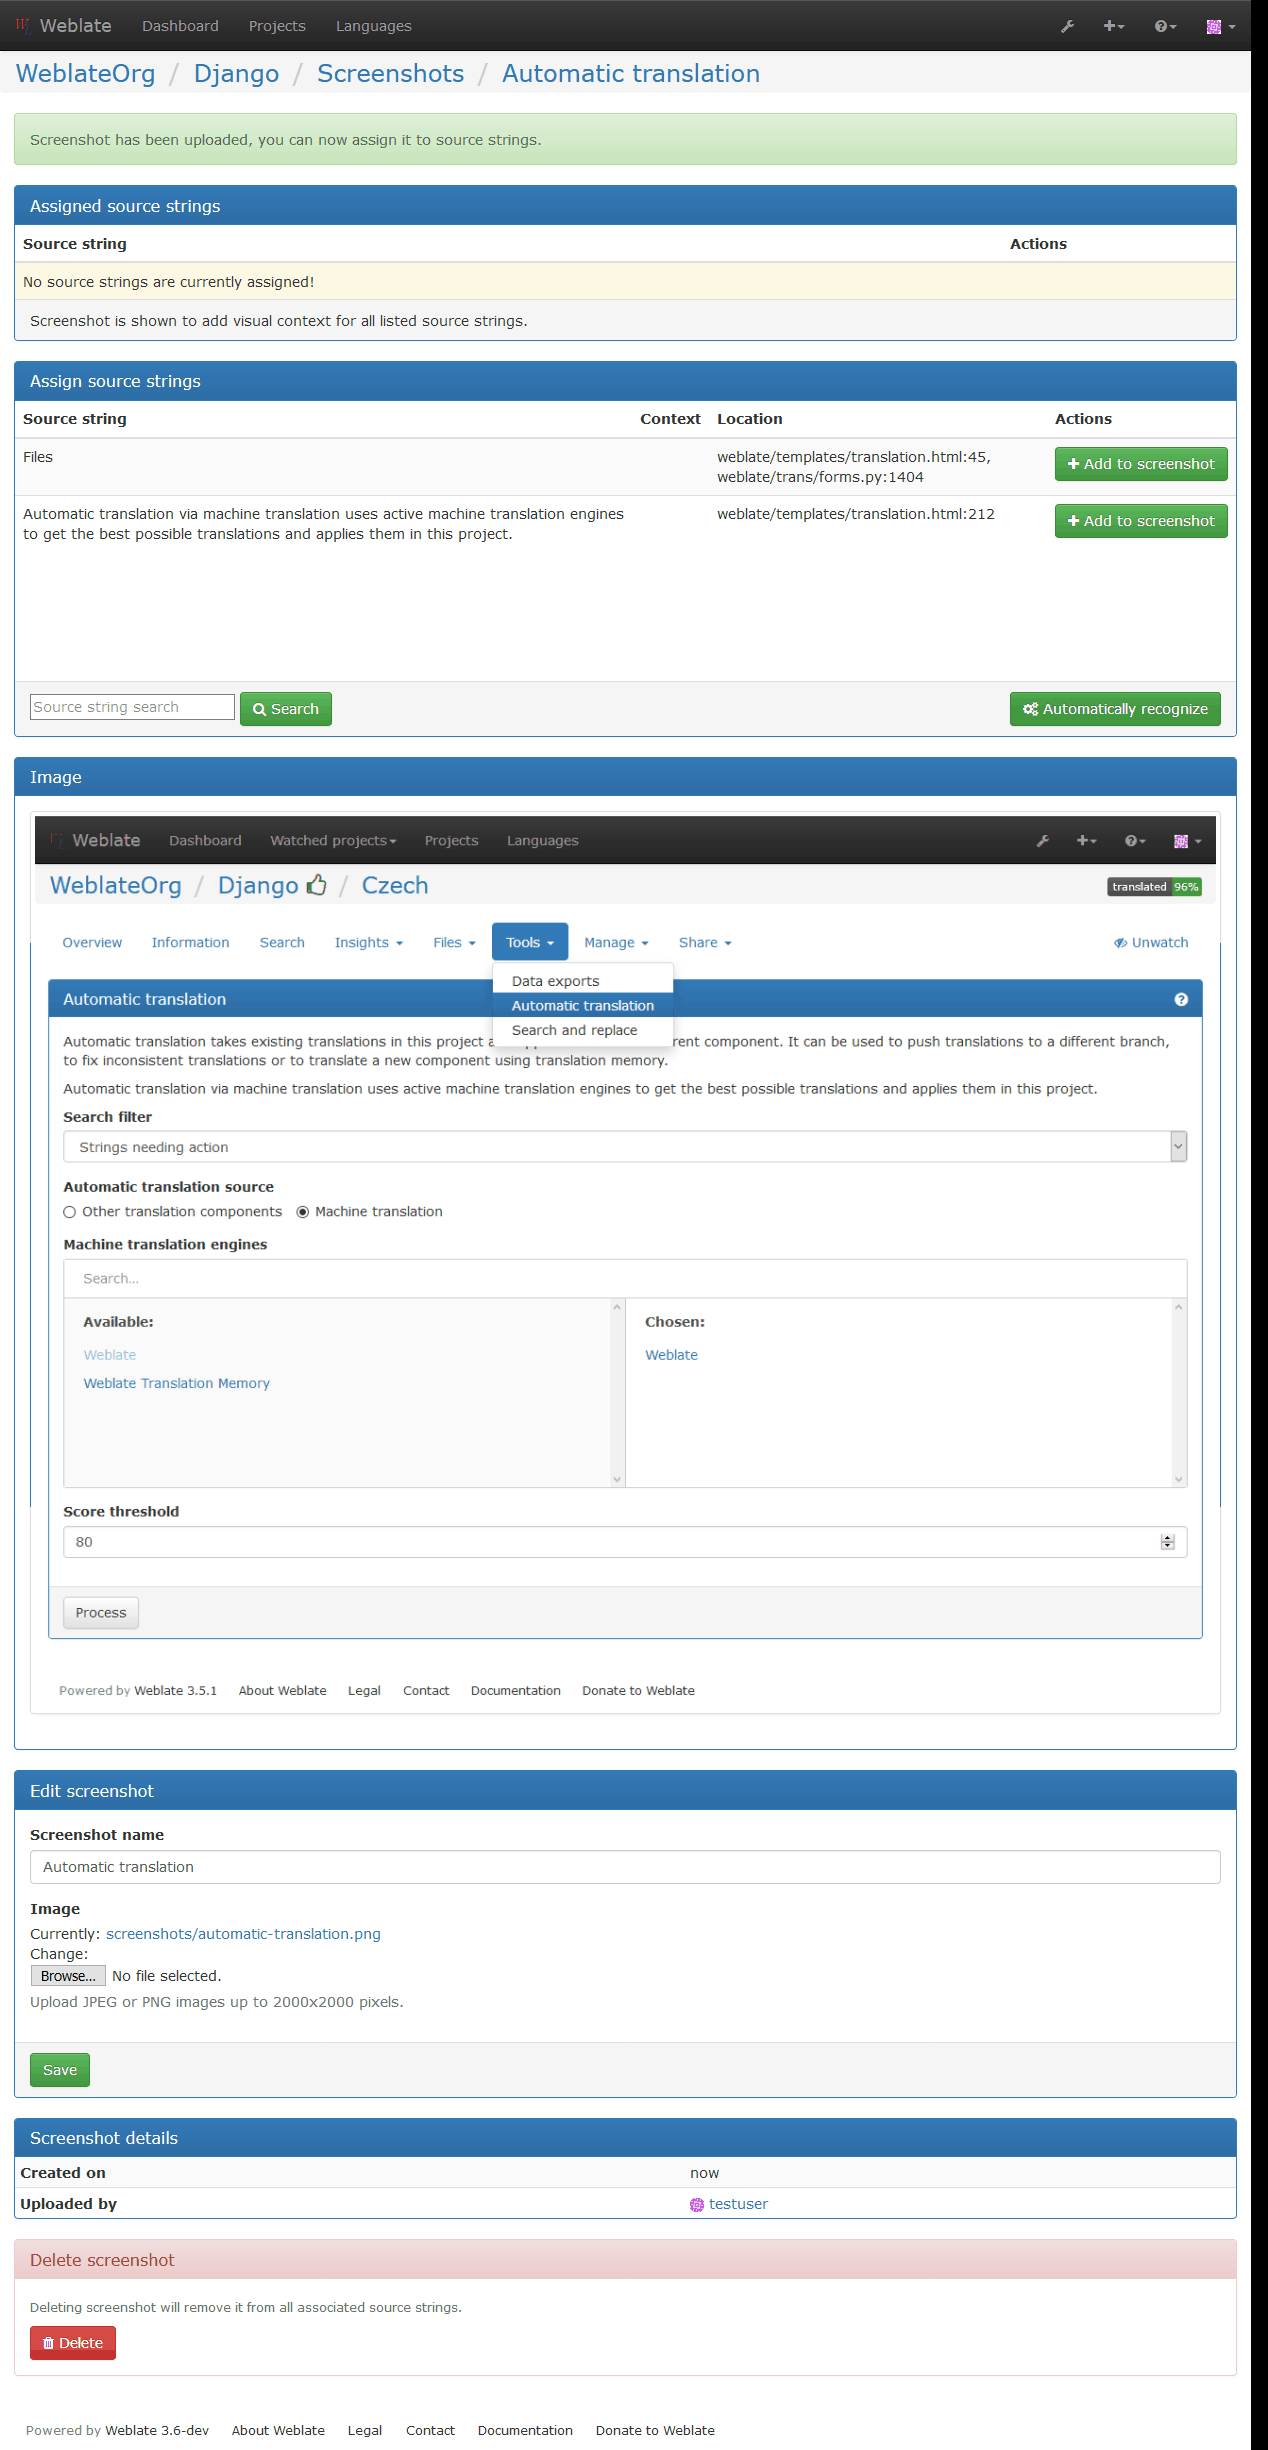 Weblate Dashboard Projects Languages
WeblateOrg / Django / Screenshots / Automatic translation
Screenshot has been uploaded, you can now assign it to source strings.
Assigned source strings
Source string Actions
No source strings are currently assigned!
Screenshot is shown to add visual context for all listed source strings.
Assign source strings
Source string Context Location Actions
Files weblate/templates/translation.html:45, Add to screenshot
weblate/trans/forms.py:1404
Automatic translation via machine translation uses active machine translation engines weblate/templates/translation.html:212 Add to screenshot
to get the best possible translations and applies them in this project.
Source string search Search Automatically recognize
Image
Weblate Dashboard Watched projects Projects Languages
WeblateOrg / Django / Czech translated 96%
Overview Information Search Insights Files Tools Manage Share Unwatch
Data exports
Automatic translation Automatic translation
Search and replace
Automatic translation takes existing translations in this project a rent component. It can be used to push translations to a different branch,
to fix inconsistent translations or to translate a new component using translation memory.
Automatic translation via machine translation uses active machine translation engines to get the best possible translations and applies them in this project.
Search filter
Strings needing action
Automatic translation source
Other translation components Machine translation
Machine translation engines
Search...
Available: Chosen:
Weblate Weblate
Weblate Translation Memory
Score threshold
80
Process
Powered by Weblate 3.5.1 About Weblate Legal Contact Documentation Donate to Weblate
Edit screenshot
Screenshot name
Automatic translation
Image
Currently: screenshots/automatic-translation.png
Change:
Browse... No file selected.
Upload JPEG or PNG images up to 2000x2000 pixels.
Save
Screenshot details
Created on now
Uploaded by testuser
Delete screenshot
Deleting screenshot will remove it from all associated source strings.
Delete
Powered by Weblate 3.6-dev About Weblate Legal Contact Documentation Donate to Weblate